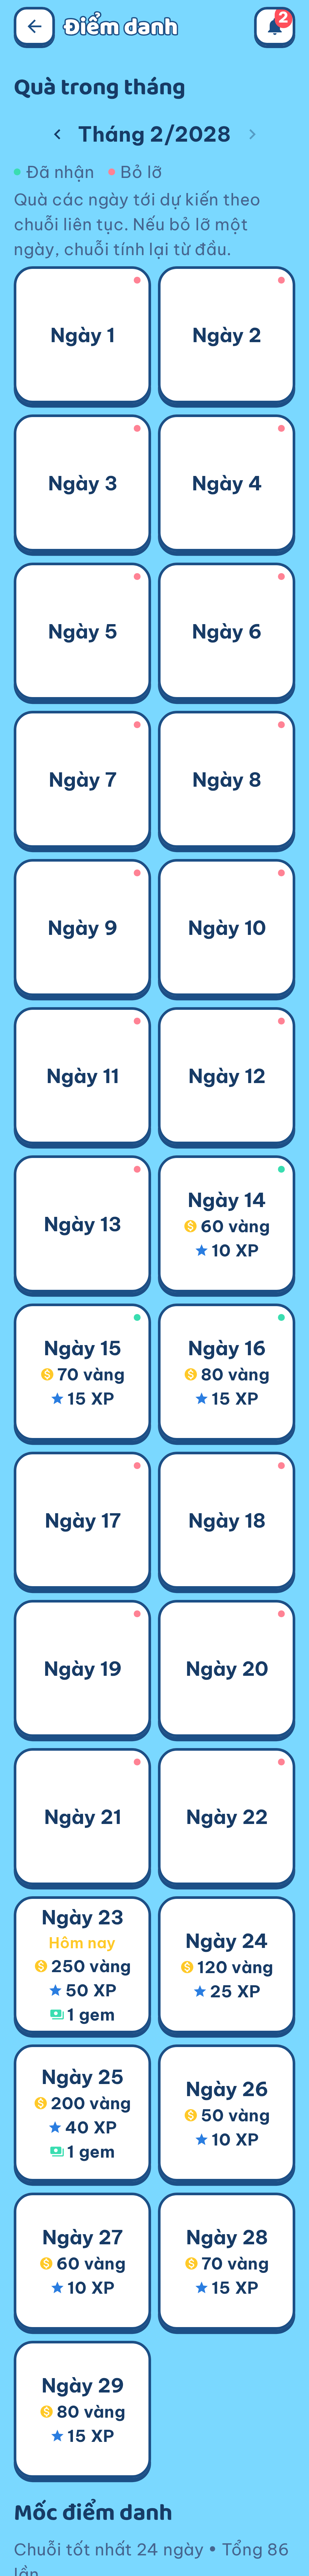 Điểm danh
2
Quà trong tháng
Tháng 2/2028
Đã nhận Bỏ lỡ
Quà các ngày tới dự kiến theo
chuỗi liên tục. Nếu bỏ lỡ một
ngày, chuỗi tính lại từ đầu.
Ngày 1
Ngày 2
Ngày 3
Ngày 4
Ngày 5
Ngày 6
Ngày 7
Ngày 8
Ngày 9
Ngày 10
Ngày 11
Ngày 12
Ngày 13
Ngày 14
60 vàng
10 XP
Ngày 15
70 vàng
15 XP
Ngày 16
80 vàng
15 XP
Ngày 17
Ngày 18
Ngày 19
Ngày 20
Ngày 21
Ngày 22
Ngày 23
Hôm nay
250 vàng
50 XP
1 gem
Ngày 24
120 vàng
25 XP
Ngày 25
200 vàng
40 XP
1 gem
Ngày 26
50 vàng
10 XP
Ngày 27
60 vàng
10 XP
Ngày 28
70 vàng
15 XP
Ngày 29
80 vàng
15 XP
Mốc điểm danh
Chuỗi tốt nhất 24 ngày • Tổng 86
lần